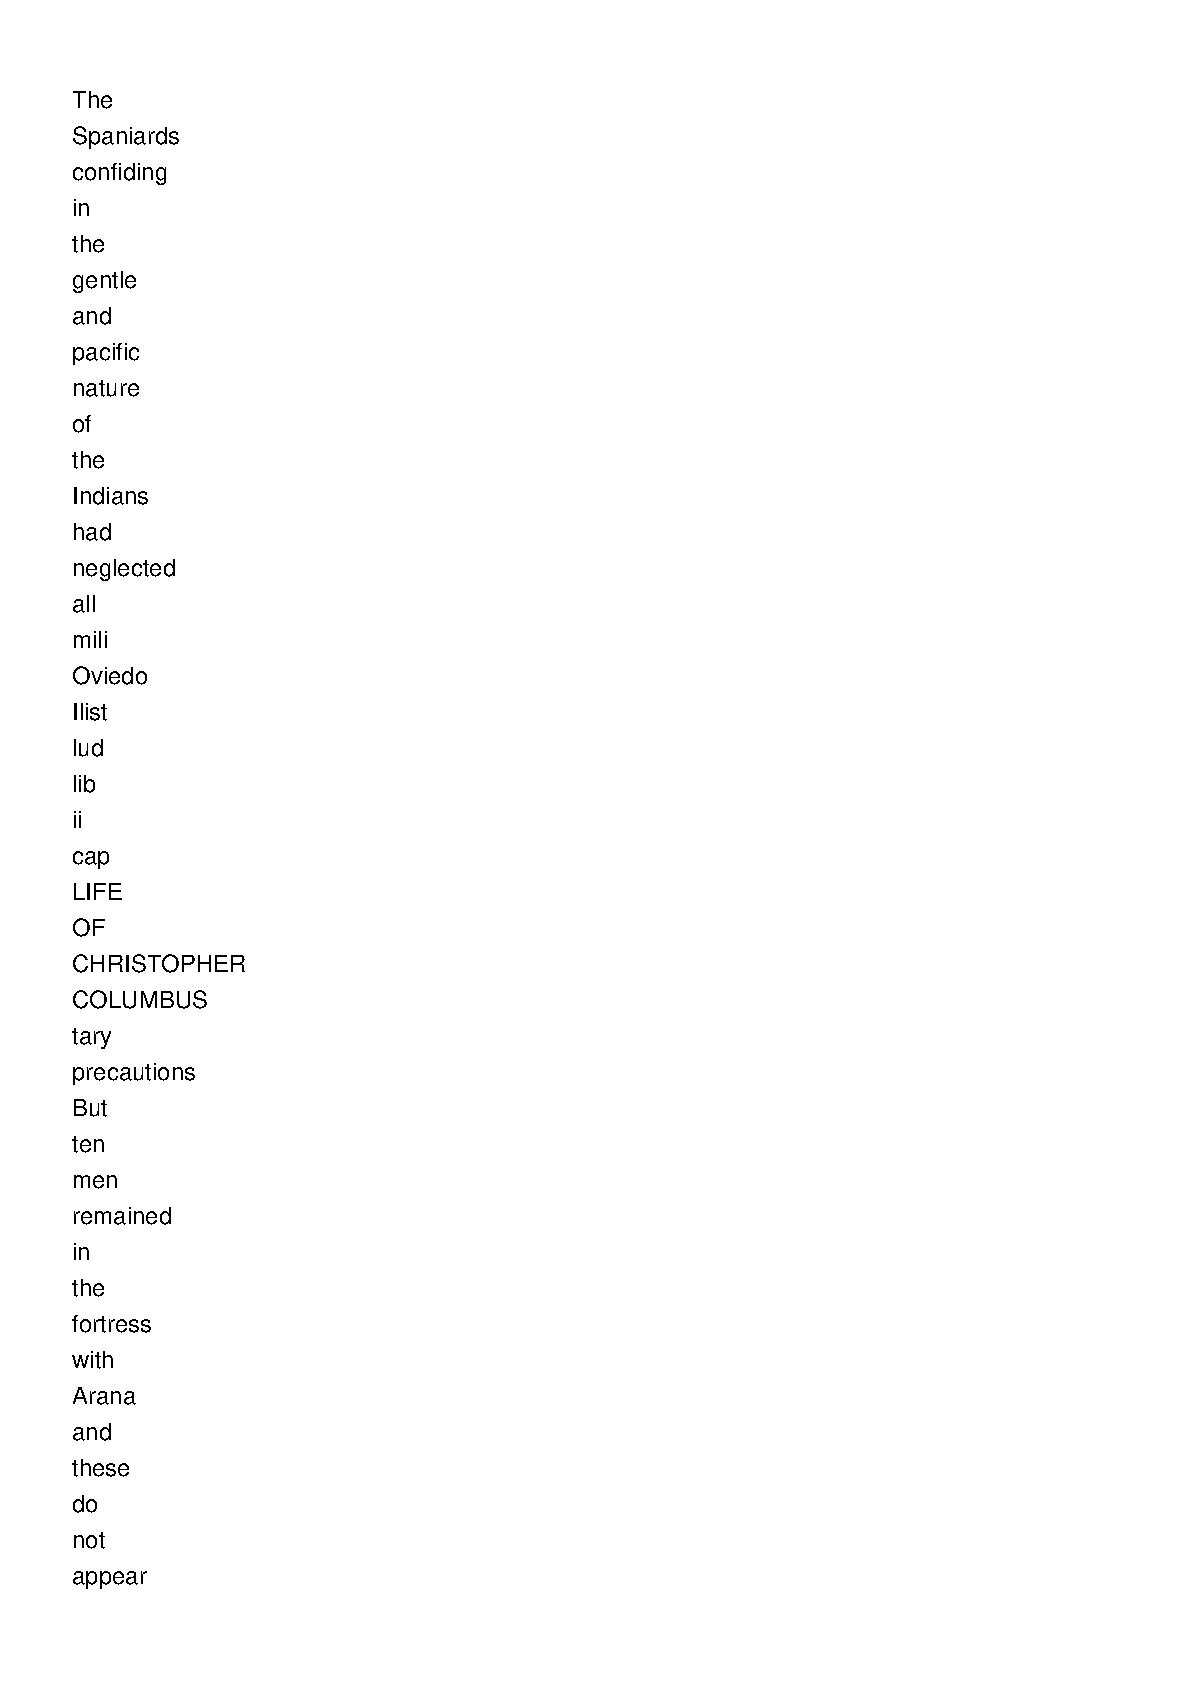 The
Spaniards
confiding
in
the
gentle
and
pacific
nature
of
the
Indians
had
neglected
all
mili
Oviedo
Ilist
lud
lib
ii
cap
LIFE
OF
CHRISTOPHER
COLUMBUS
tary
precautions
But
ten
men
remained
in
the
fortress
with
Arana
and
these
do
not
appear